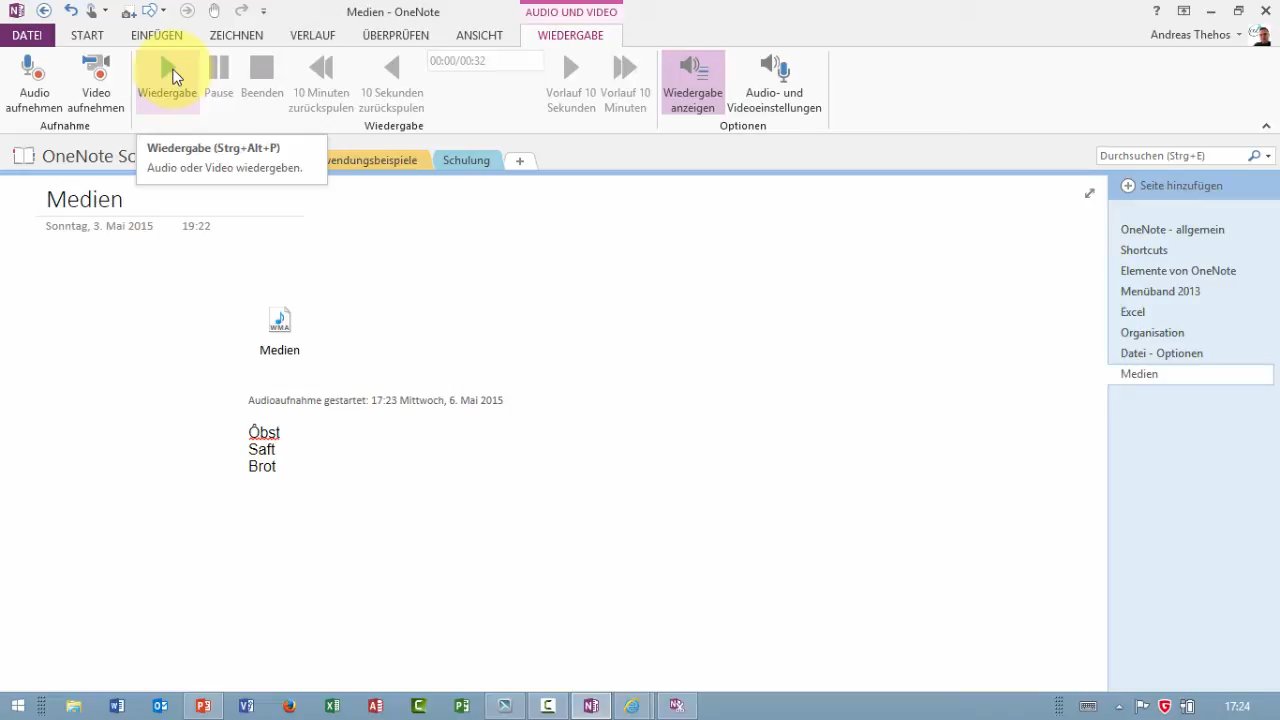 Medien - OneNote
AUDIO UND VIDEO
?
DATEI START EINFÜGEN ZEICHNEN VERLAUF ÜBERPRÜFEN ANSICHT WIEDERGABE
Andreas Thehos
Audio aufnehmen
Video aufnehmen
Wiedergabe
Pause
Beenden
10 Minuten zurückspulen
10 Sekunden zurückspulen
00:00/00:32
Vorlauf 10 Sekunden
Vorlauf 10 Minuten
Wiedergabe anzeigen
Audio- und Videoeinstellungen
Aufnahme
Wiedergabe
Optionen
Wiedergabe (Strg+Alt+P)
Audio oder Video wiedergeben.
OneNote
Schulung
Durchsuchen (Strg+E)
Medien
Sonntag, 3. Mai 2015 19:22
WMA
Medien
Audioaufnahme gestartet: 17:23 Mittwoch, 6. Mai 2015
Ôbst
Saft
Brot
Seite hinzufügen
OneNote - allgemein
Shortcuts
Elemente von OneNote
Menüband 2013
Excel
Organisation
Datei - Optionen
Medien
17:24